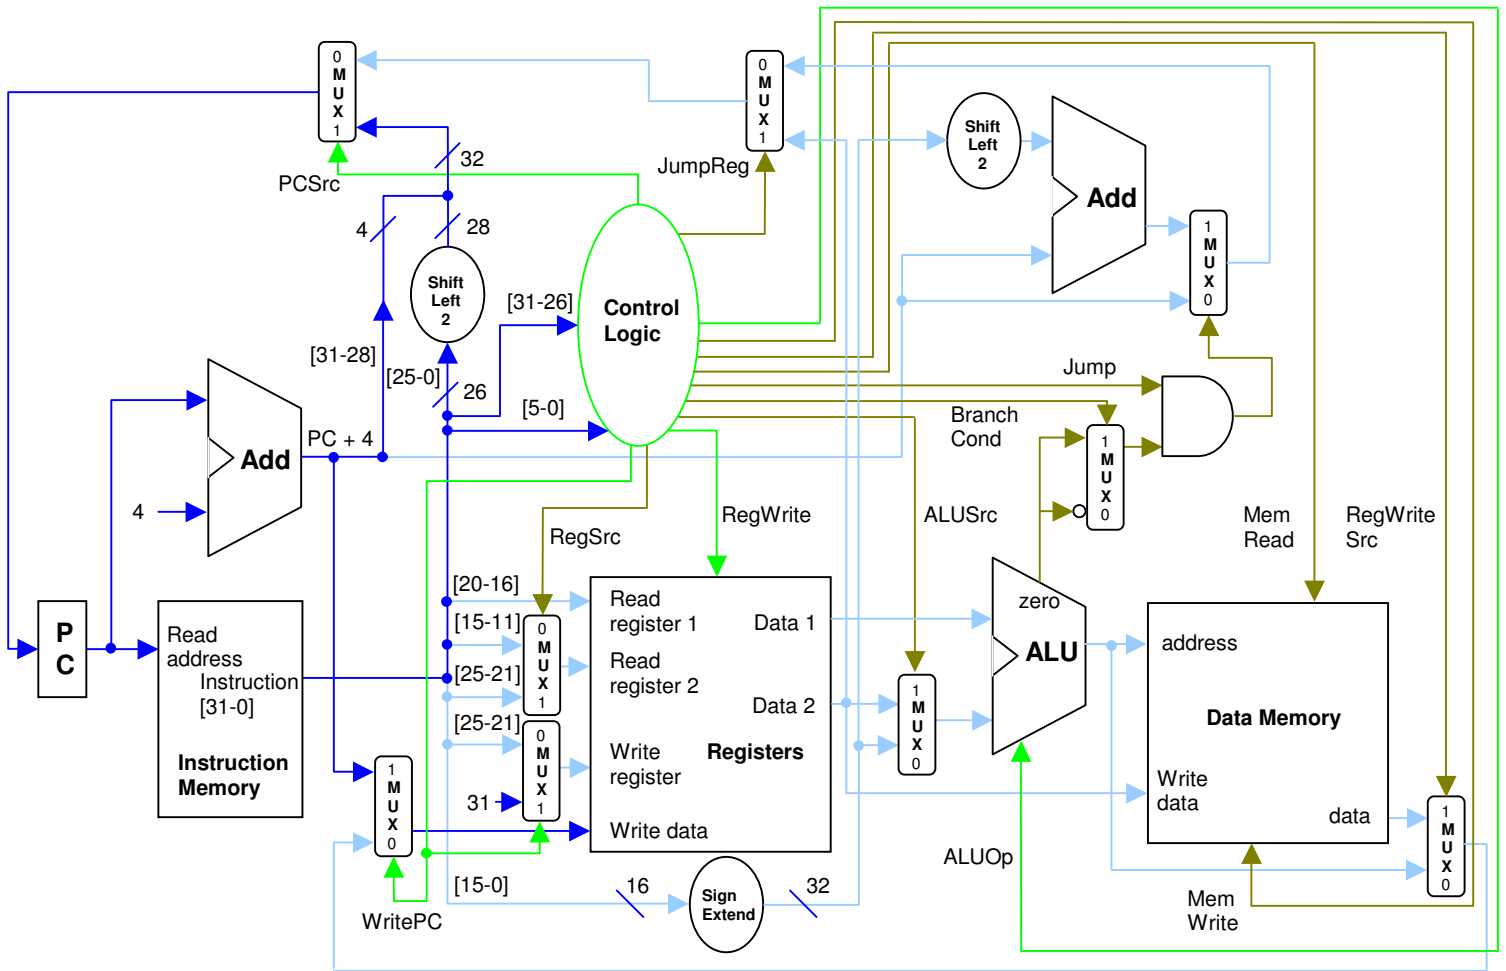 0
M
U
X
1
PCSrc
32
4
28
Shift
Left
2
[31-28]
[25-0]
26
[31-26]
[5-0]
Control
Logic
JumpReg
0
M
U
X
1
Shift
Left
2
Add
1
M
U
X
0
Jump
Branch
Cond
1
M
U
X
0
PC + 4
Add
4
P
C
Read
address
Instruction
[31-0]
Instruction
Memory
RegSrc
RegWrite
ALUSrc
Mem
Read
RegWrite
Src
[20-16]
[15-11]
[25-21]
[25-21]
31
0
M
U
X
1
0
M
U
X
1
1
M
U
X
0
WritePC
Read
register 1
Read
register 2
Write
register
Write data
Data 1
Data 2
Registers
[15-0]
16
Sign
Extend
32
1
M
U
X
0
zero
ALU
ALUOp
address
Data Memory
Write
data
data
Mem
Write
1
M
U
X
0